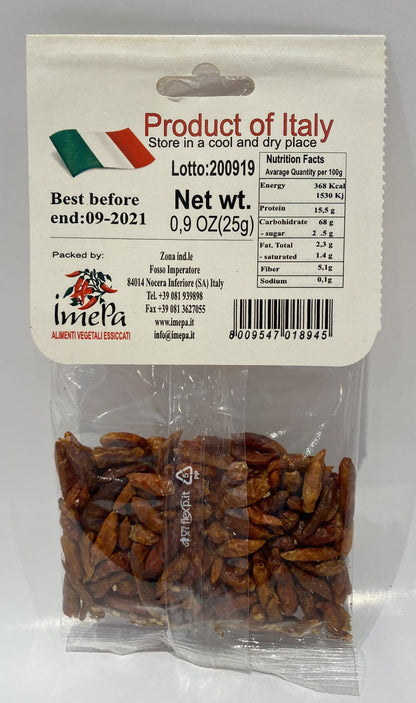 Product of Italy
Store in a cool and dry place
Lotto:200919
Best before
end:09-2021
Net wt.
0,9 OZ(25g)
Nutrition Facts
Avarage Quantity per 100g
Energy 368 Kcal
1530 Kj
Protein 15,5 g
Carbohidrate 68 g
- sugar 2 .5 g
Fat. Total 2,3 g
- saturated 1.4 g
Fiber 5,1g
Sodium 0,1g
Packed by:
imePa
ALIMENTI VEGETALI ESSICCATI
Zona ind.le
Fosso Imperatore
84014 Nocera Inferiore (SA) Italy
Tel. +39 081 939898
Fax +39 081 3627055
www.imepa.it
info@imepa.it
8 009547 018945
flexp.it
5
PP